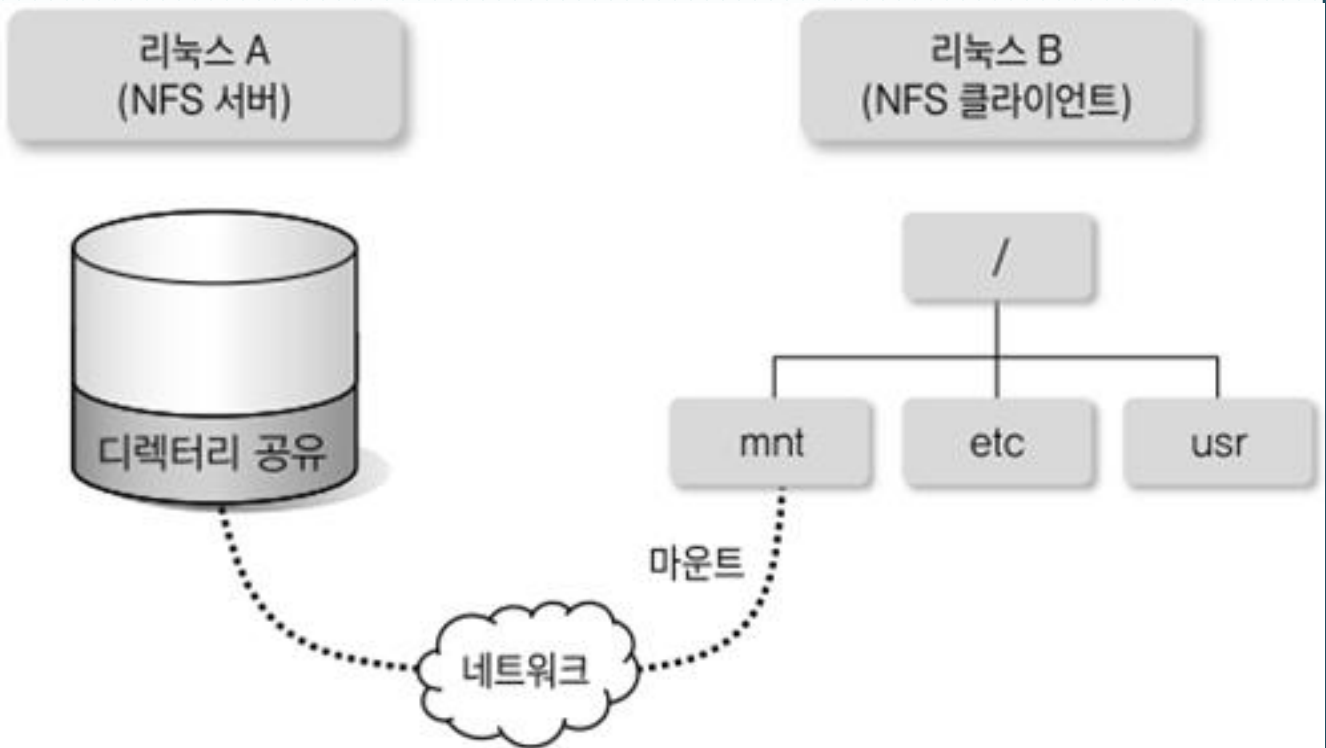 리눅스 A
(NFS 서버)
리눅스 B
(NFS 클라이언트)
/
mnt
etc
usr
디렉터리 공유
마운트
네트워크